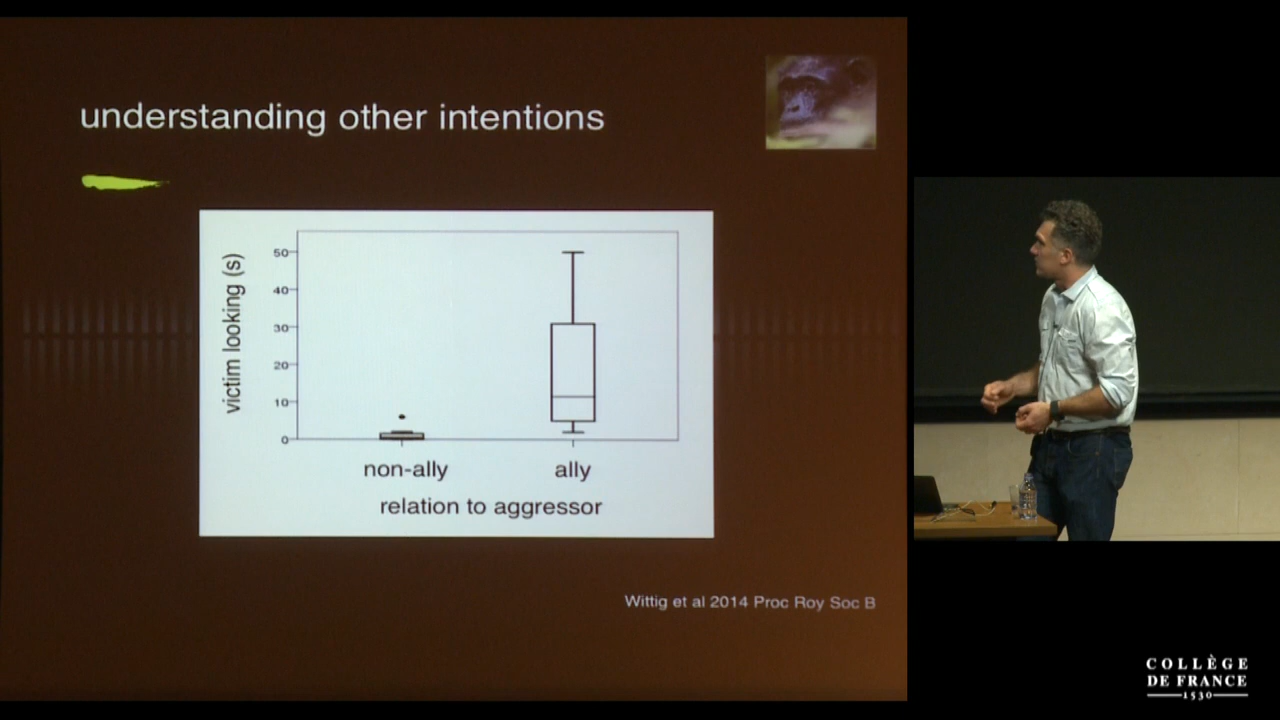 understanding other intentions
victim looking (s)
50
40
30
20
10
0
non-ally
ally
relation to aggressor
Wittig et al 2014 Proc Roy Soc B
COLLÈGE
DE FRANCE
1530